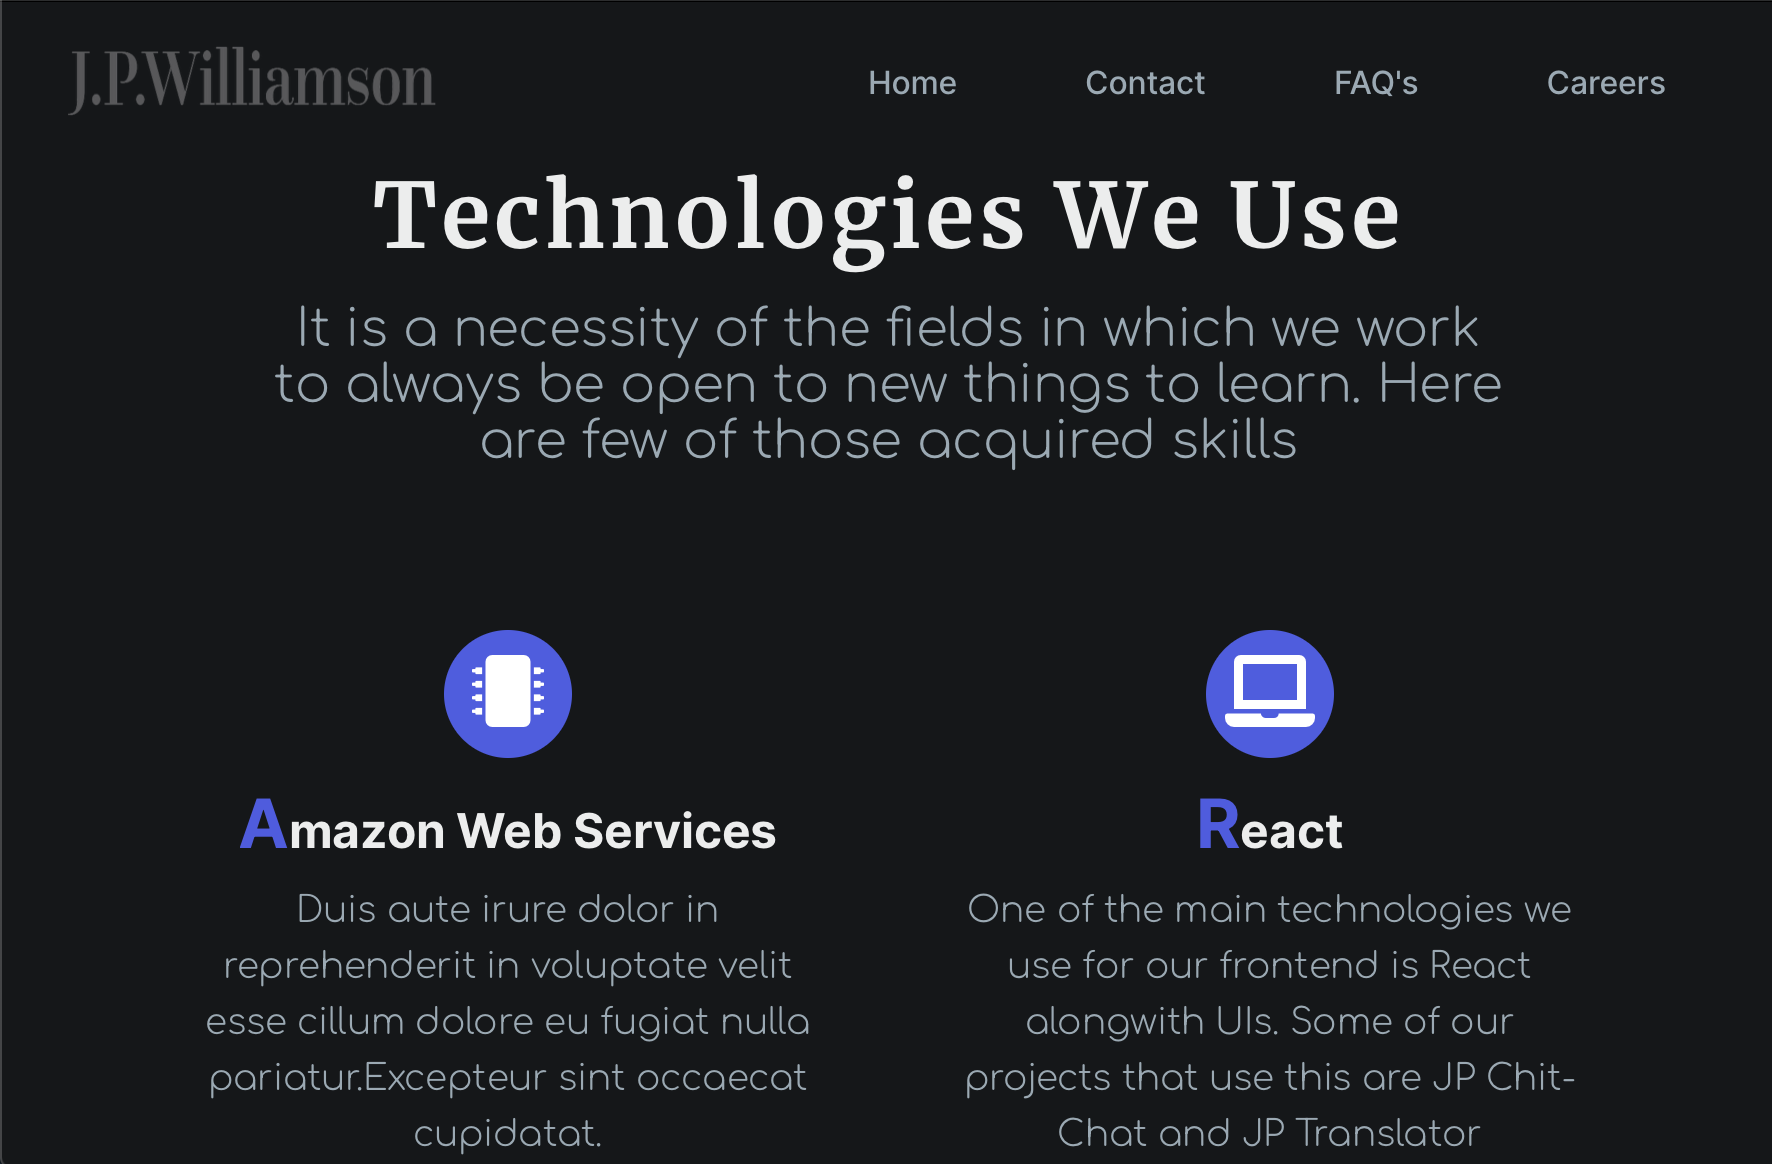 J.P.Williamson
Home Contact FAQ's Careers
Technologies We Use
It is a necessity of the fields in which we work
to always be open to new things to learn. Here
are few of those acquired skills
Amazon Web Services
Duis aute irure dolor in
reprehenderit in voluptate velit
esse cillum dolore eu fugiat nulla
pariatur.Excepteur sint occaecat
cupidatat.
React
One of the main technologies we
use for our frontend is React
alongwith UIs. Some of our
projects that use this are JP Chit-
Chat and JP Translator